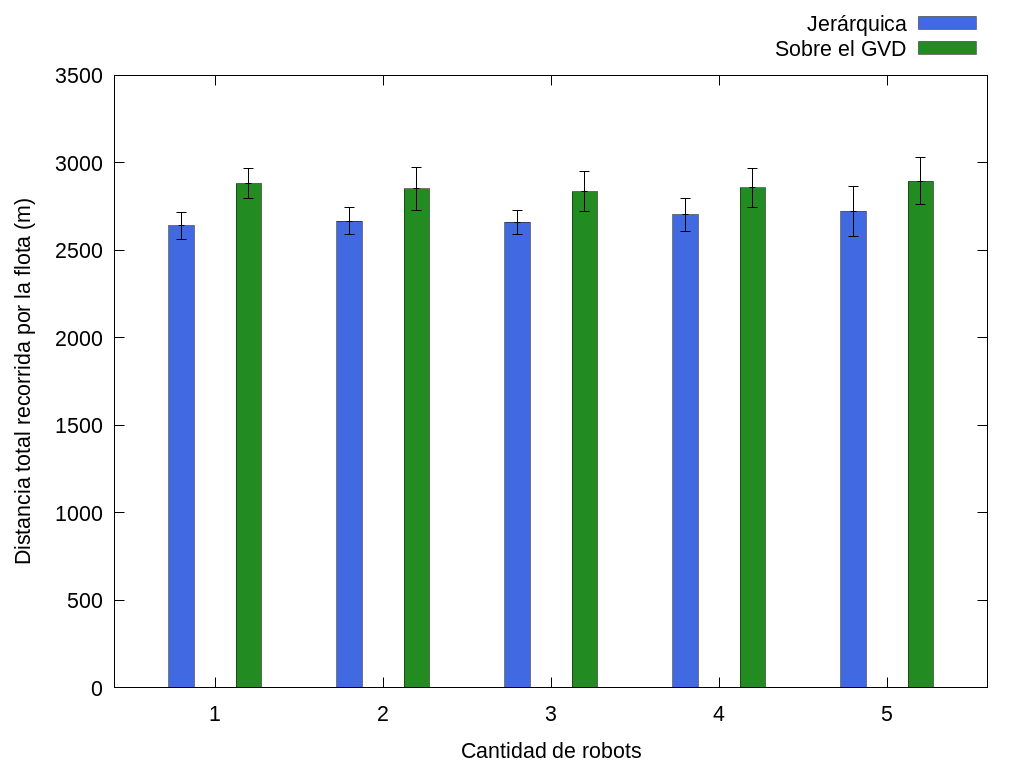 Jerárquica
Sobre el GVD
3500
3000
2500
2000
1500
1000
500
0
Distancia total recorrida por la flota (m)
1 2 3 4 5
Cantidad de robots